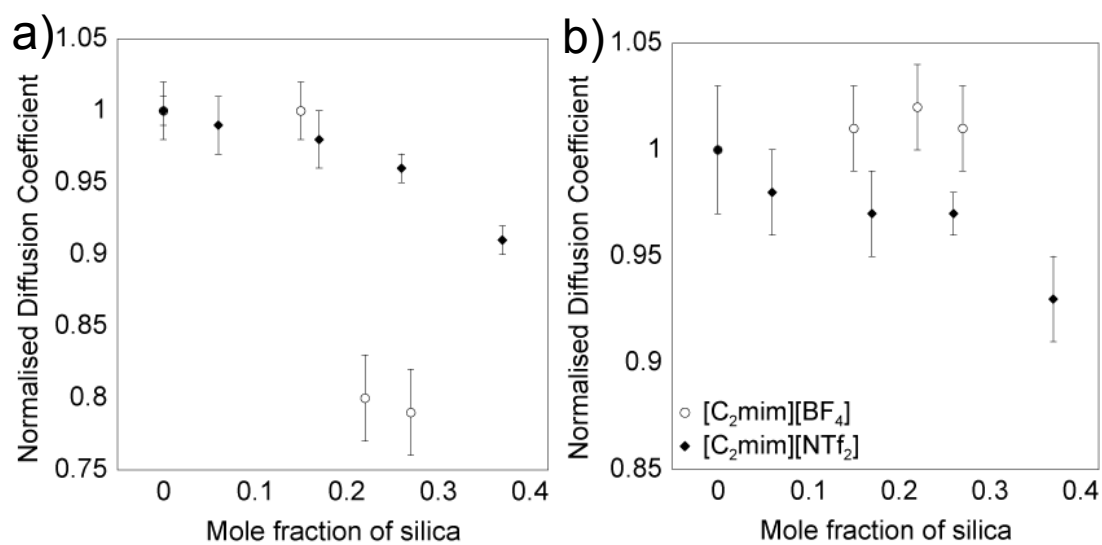 a)
Normalised Diffusion Coefficient
1.05
1
0.95
0.9
0.85
0.8
0.75
0 0.1 0.2 0.3 0.4
Mole fraction of silica
b)
Normalised Diffusion Coefficient
1.05
1
0.95
0.9
0.85
[C₂mim][BF₄]
[C₂mim][NTf₂]
0 0.1 0.2 0.3 0.4
Mole fraction of silica